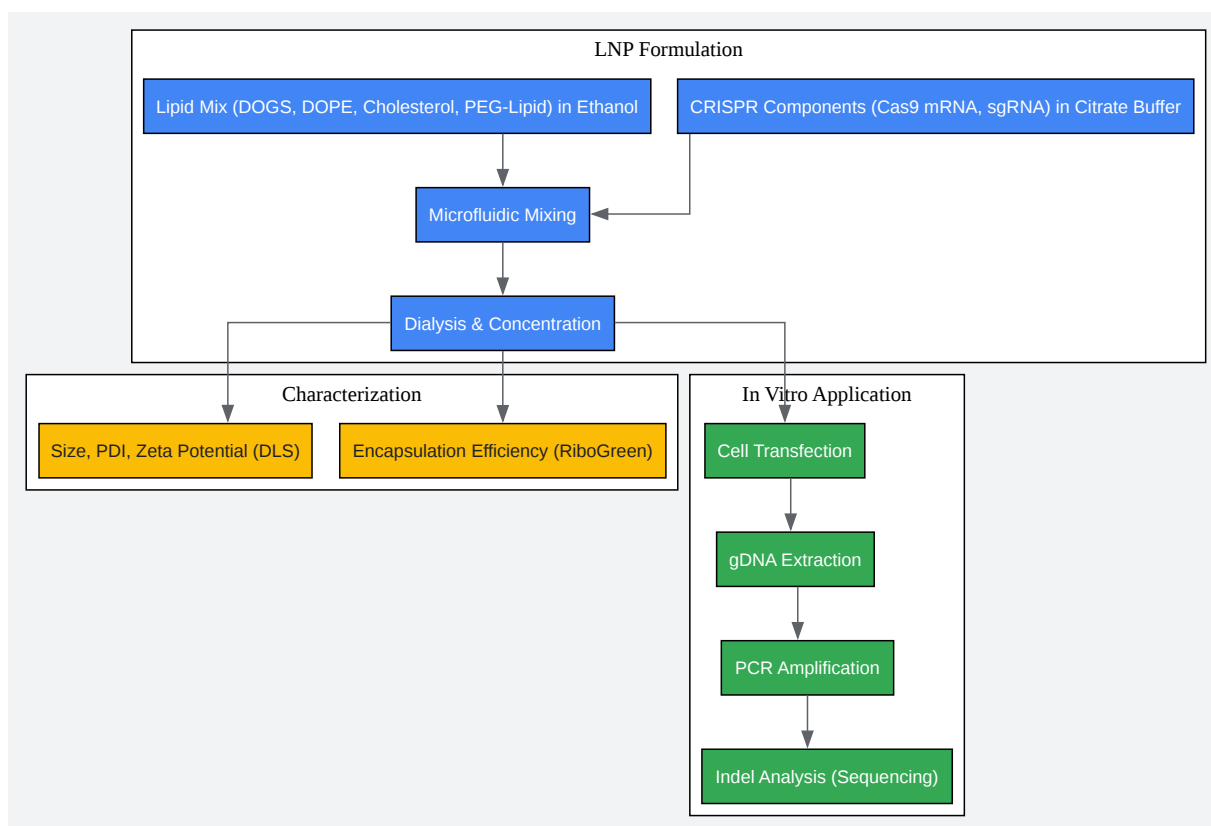 LNP Formulation
Lipid Mix (DOGS, DOPE, Cholesterol, PEG-Lipid) in Ethanol
CRISPR Components (Cas9 mRNA, sgRNA) in Citrate Buffer
Microfluidic Mixing
Dialysis & Concentration
Characterization
Size, PDI, Zeta Potential (DLS)
Encapsulation Efficiency (RiboGreen)
In Vitro Application
Cell Transfection
gDNA Extraction
PCR Amplification
Indel Analysis (Sequencing)